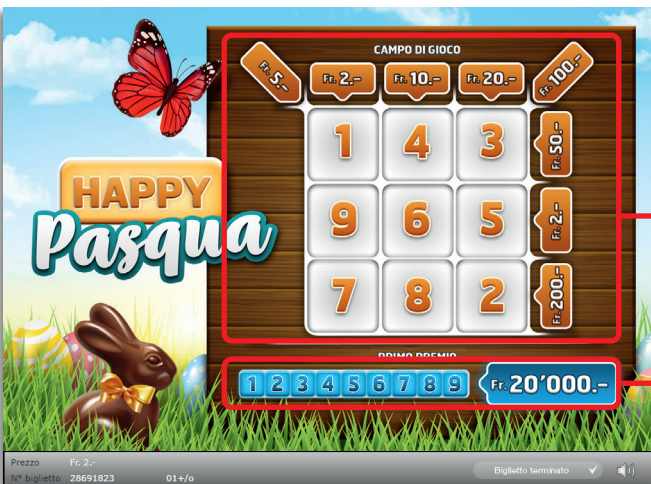 CAMPO DI GIOCO
Fr. 5.- Fr. 2.- Fr. 10.- Fr. 20.- Fr. 100.-
1 4 3 Fr. 50.-
HAPPY
Pasqua
9 6 5 Fr. 2.-
7 8 2 Fr. 200.-
PRIMO PREMIO
1 2 3 4 5 6 7 8 9 Fr. 20'000.-
Prezzo Fr. 2.- Biglietto terminato
N° biglietto 28691823 01+/o